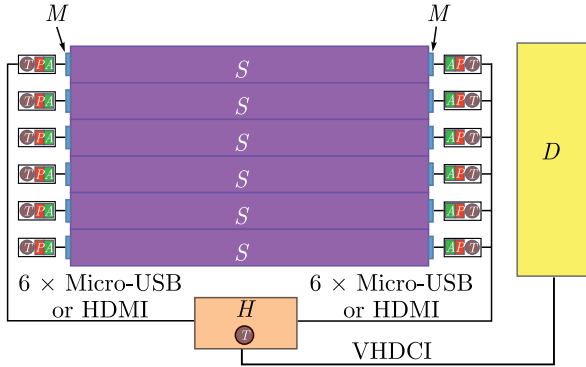 M M
T P A S A P T
T P A S A P T
T P A S A P T
T P A S A P T
T P A S A P T
T P A S A P T
D
6 × Micro-USB 6 × Micro-USB
or HDMI H or HDMI
T
VHDCI